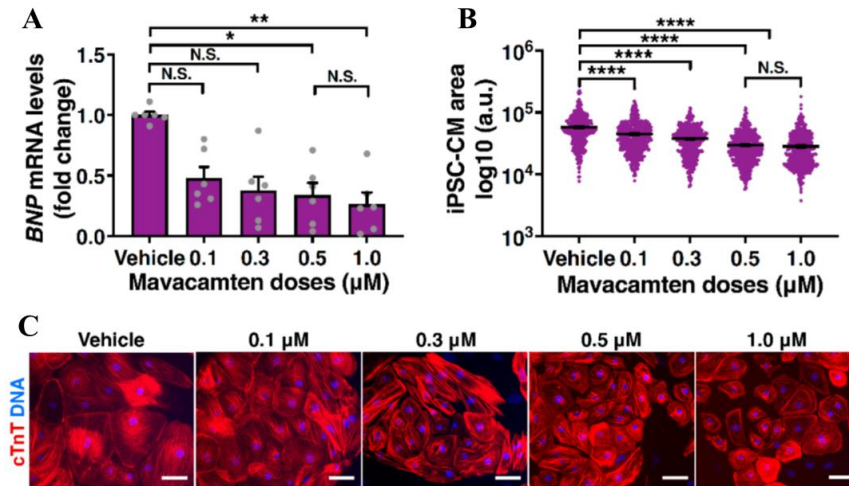 A
BNP mRNA levels
(fold change)
1.5
1.0
0.5
0.0
**
*
N.S.
N.S.
N.S.
Vehicle 0.1 0.3 0.5 1.0
Mavacamten doses (µM)
B
iPSC-CM area
log10 (a.u.)
10⁶
10⁵
10⁴
10³
****
****
****
****
N.S.
Vehicle 0.1 0.3 0.5 1.0
Mavacamten doses (µM)
C
Vehicle 0.1 µM 0.3 µM 0.5 µM 1.0 µM
cTnT DNA